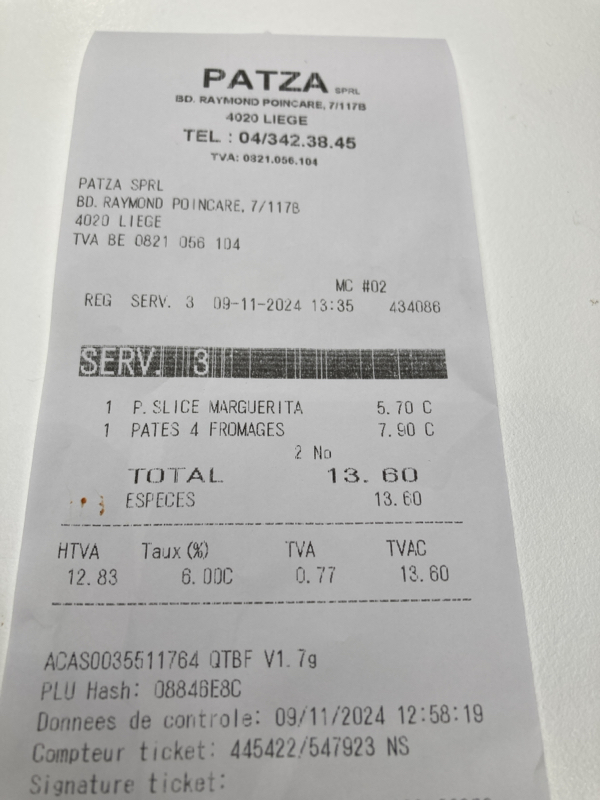 PATZA SPRL
BD. RAYMOND POINCARE, 7/117B
4020 LIEGE
TEL : 04/342.38.45
TVA: 0821.056.104
PATZA SPRL
BD. RAYMOND POINCARE, 7/117B
4020 LIEGE
TVA BE 0821 056 104
MC #02
REG SERV. 3 09-11-2024 13:35 434086
SERV. 3
1 P. SLICE MARGUERITA 5.70 C
1 PATES 4 FROMAGES 7.90 C
2 No
TOTAL 13.60
ESPECES 13.60
HTVA Taux (%) TVA TVAC
12.83 6.00C 0.77 13.60
ACAS0035511764 QTBF V1.7g
PLU Hash: 08846E8C
Donnees de controle: 09/11/2024 12:58:19
Compteur ticket: 445422/547923 NS
Signature ticket: